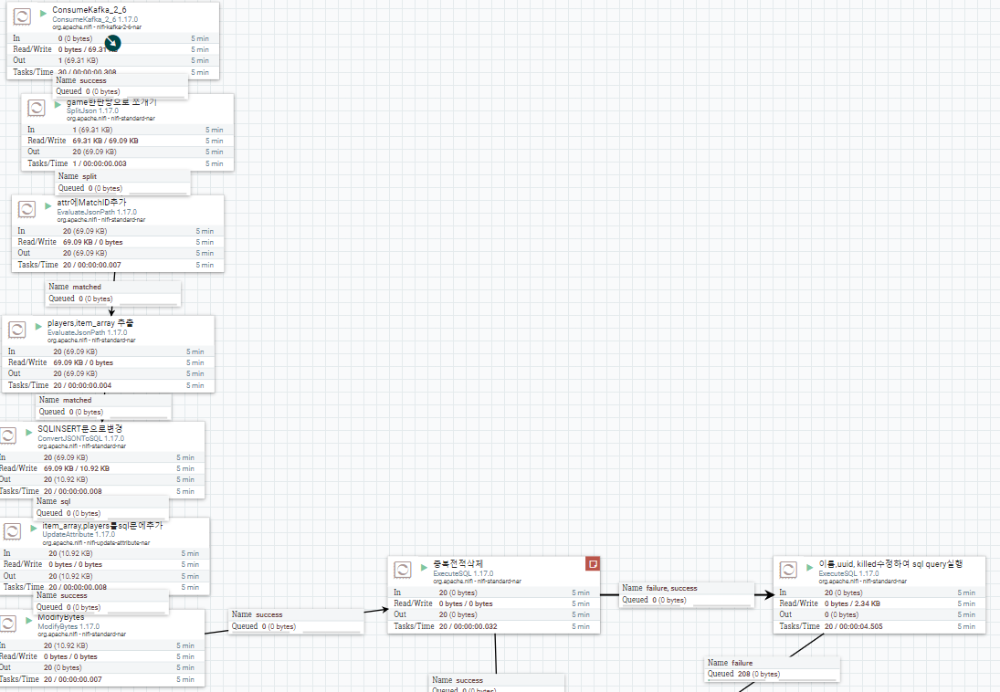 ConsumeKafka_2_6
ConsumeKafka_2_6 1.17.0
org.apache.nifi - nifi-kafka-2-6-nar
In 0 (0 bytes) 5 min
Read/Write 0 bytes / 69.31 5 min
Out 1 (69.31 KB) 5 min
Tasks/Time 30 / 00:00:00.308 5 min
Name success
Queued 0 (0 bytes)
game한판당으로 쪼개기
SplitJson 1.17.0
org.apache.nifi - nifi-standard-nar
In 1 (69.31 KB) 5 min
Read/Write 69.31 KB / 69.09 KB 5 min
Out 20 (69.09 KB) 5 min
Tasks/Time 1 / 00:00:00.003 5 min
Name split
Queued 0 (0 bytes)
attr에MatchID추가
EvaluateJsonPath 1.17.0
org.apache.nifi - nifi-standard-nar
In 20 (69.09 KB) 5 min
Read/Write 69.09 KB / 0 bytes 5 min
Out 20 (69.09 KB) 5 min
Tasks/Time 20 / 00:00:00.007 5 min
Name matched
Queued 0 (0 bytes)
players,item_array 추출
EvaluateJsonPath 1.17.0
org.apache.nifi - nifi-standard-nar
In 20 (69.09 KB) 5 min
Read/Write 69.09 KB / 0 bytes 5 min
Out 20 (69.09 KB) 5 min
Tasks/Time 20 / 00:00:00.004 5 min
Name matched
Queued 0 (0 bytes)
SQLINSERT문으로변경
ConvertJSONToSQL 1.17.0
org.apache.nifi - nifi-standard-nar
In 20 (69.09 KB) 5 min
Read/Write 69.09 KB / 10.92 KB 5 min
Out 20 (10.92 KB) 5 min
Tasks/Time 20 / 00:00:00.008 5 min
Name sql
Queued 0 (0 bytes)
item_array,players를sql문에추가
UpdateAttribute 1.17.0
org.apache.nifi - nifi-update-attribute-nar
In 20 (10.92 KB) 5 min
Read/Write 0 bytes / 0 bytes 5 min
Out 20 (10.92 KB) 5 min
Tasks/Time 20 / 00:00:00.008 5 min
Name success
Queued 0 (0 bytes)
ModifyBytes
ModifyBytes 1.17.0
org.apache.nifi - nifi-standard-nar
In 20 (10.92 KB) 5 min
Read/Write 0 bytes / 0 bytes 5 min
Out 20 (0 bytes) 5 min
Tasks/Time 20 / 00:00:00.007 5 min
Name success
Queued 0 (0 bytes)
중복전적삭제
ExecuteSQL 1.17.0
org.apache.nifi - nifi-standard-nar
In 20 (0 bytes) 5 min
Read/Write 0 bytes / 0 bytes 5 min
Out 20 (0 bytes) 5 min
Tasks/Time 20 / 00:00:00.032 5 min
Name success
Queued 0 (0 bytes)
Name failure, success
Queued 0 (0 bytes)
이름,uuid, killed수정하여 sql query실행
ExecuteSQL 1.17.0
org.apache.nifi - nifi-standard-nar
In 20 (0 bytes) 5 min
Read/Write 0 bytes / 2.34 KB 5 min
Out 0 (0 bytes) 5 min
Tasks/Time 20 / 00:00:04.505 5 min
Name failure
Queued 208 (0 bytes)